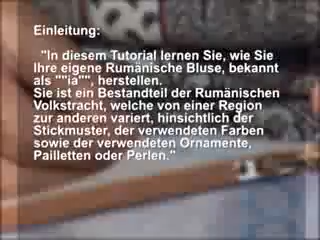 Einleitung:
"In diesem Tutorial lernen Sie, wie Sie
Ihre eigene Rumänische Bluse, bekannt
als ""ia"", herstellen.
Sie ist ein Bestandteil der Rumänischen
Volkstracht, welche von einer Region
zur anderen variert, hinsichtlich der
Stickmuster, der verwendeten Farben
sowie der verwendeten Ornamente,
Pailletten oder Perlen."